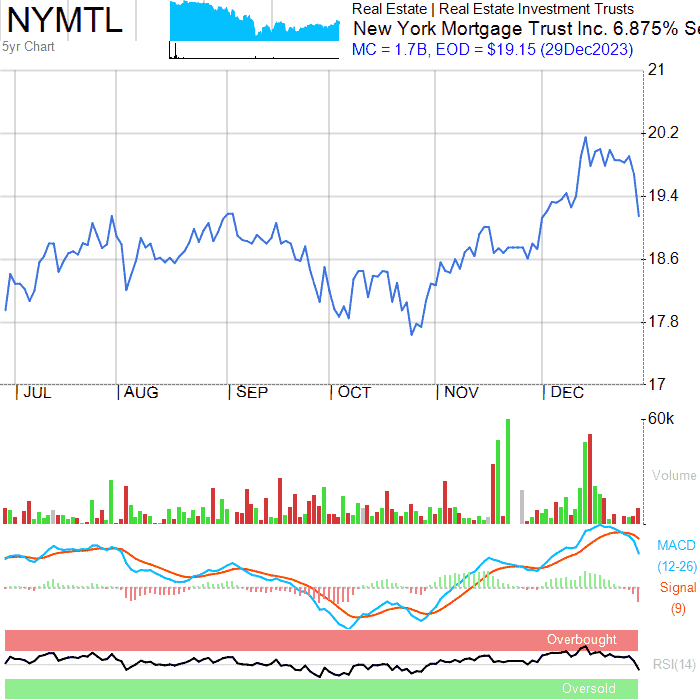 NYMTL
5yr Chart
Real Estate | Real Estate Investment Trusts
New York Mortgage Trust Inc. 6.875% Se
MC = 1.7B, EOD = $19.15 (29Dec2023)
21
20.2
19.4
18.6
17.8
17
JUL AUG SEP OCT NOV DEC
60k
Volume
MACD
(12-26)
Signal
(9)
Overbought
RSI(14)
Oversold